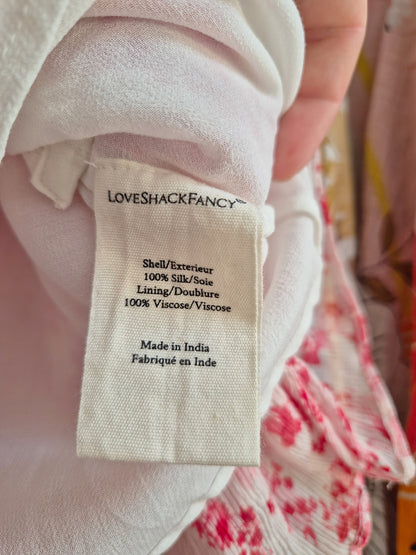 LOVESHACKFANCY™
Shell/Exterieur
100% Silk/Soie
Lining/Doublure
100% Viscose/Viscose
Made in India
Fabriqué en Inde